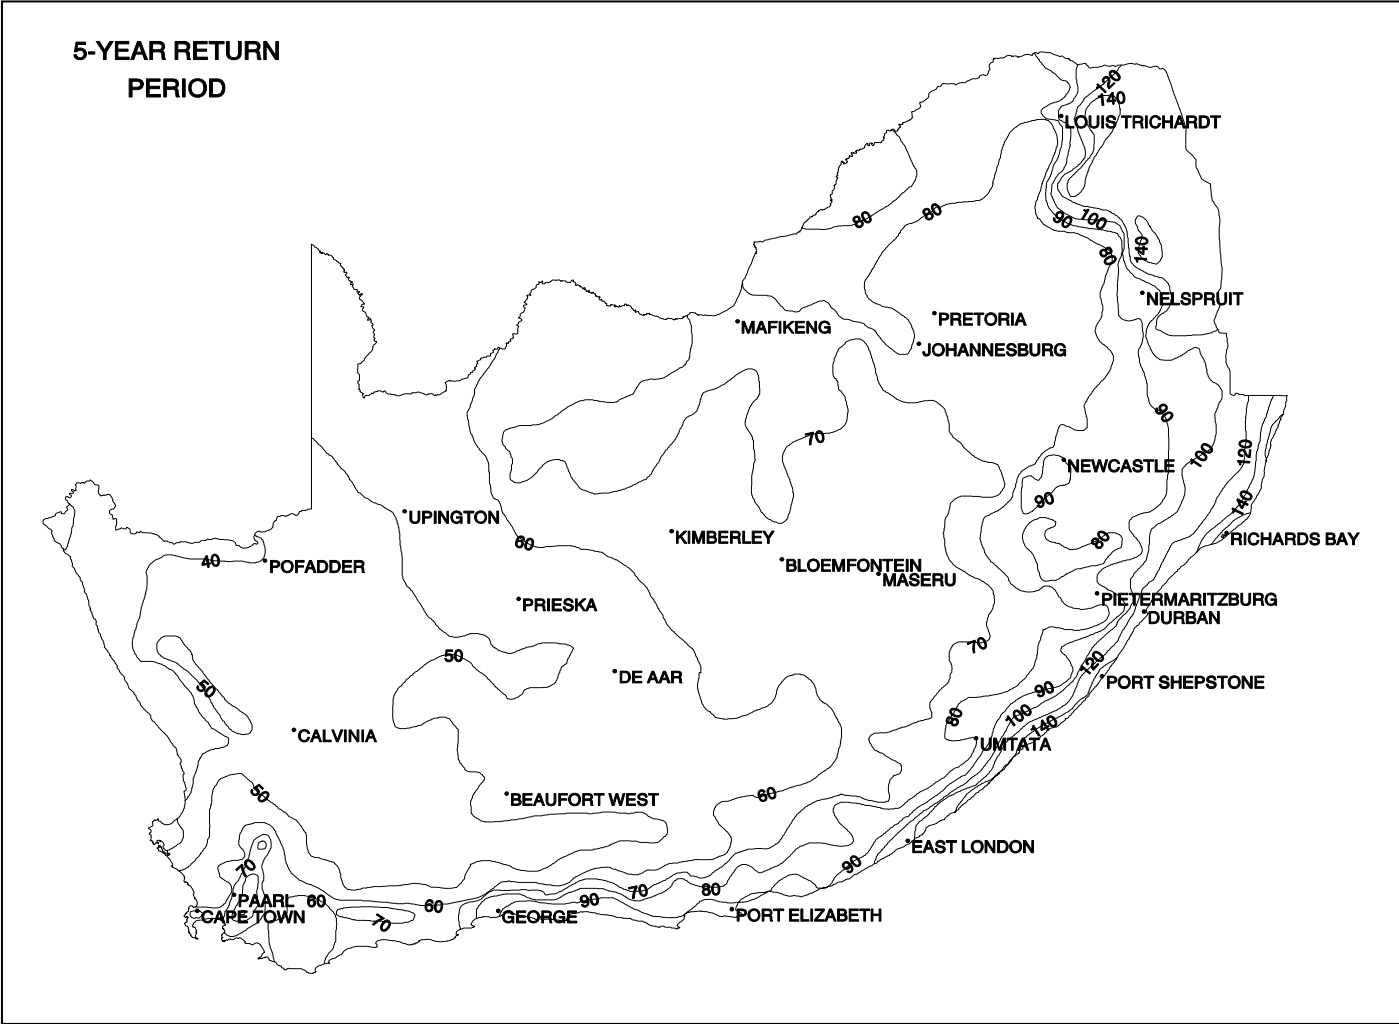 5-YEAR RETURN
PERIOD
120
140
LOUIS TRICHARDT
80
80
90
100
80
140
NELSPRUIT
MAFIKENG
PRETORIA
JOHANNESBURG
90
70
100
120
NEWCASTLE
90
140
UPINGTON
60
KIMBERLEY
80
RICHARDS BAY
40
POFADDER
BLOEMFONTEIN
MASERU
PRIESKA
PIETERMARITZBURG
DURBAN
70
50
120
DE AAR
50
90
PORT SHEPSTONE
80
100
140
CALVINIA
UMTATA
50
BEAUFORT WEST
60
EAST LONDON
70
90
PAARL
60
60
90
70
80
CAPE TOWN
70
GEORGE
PORT ELIZABETH